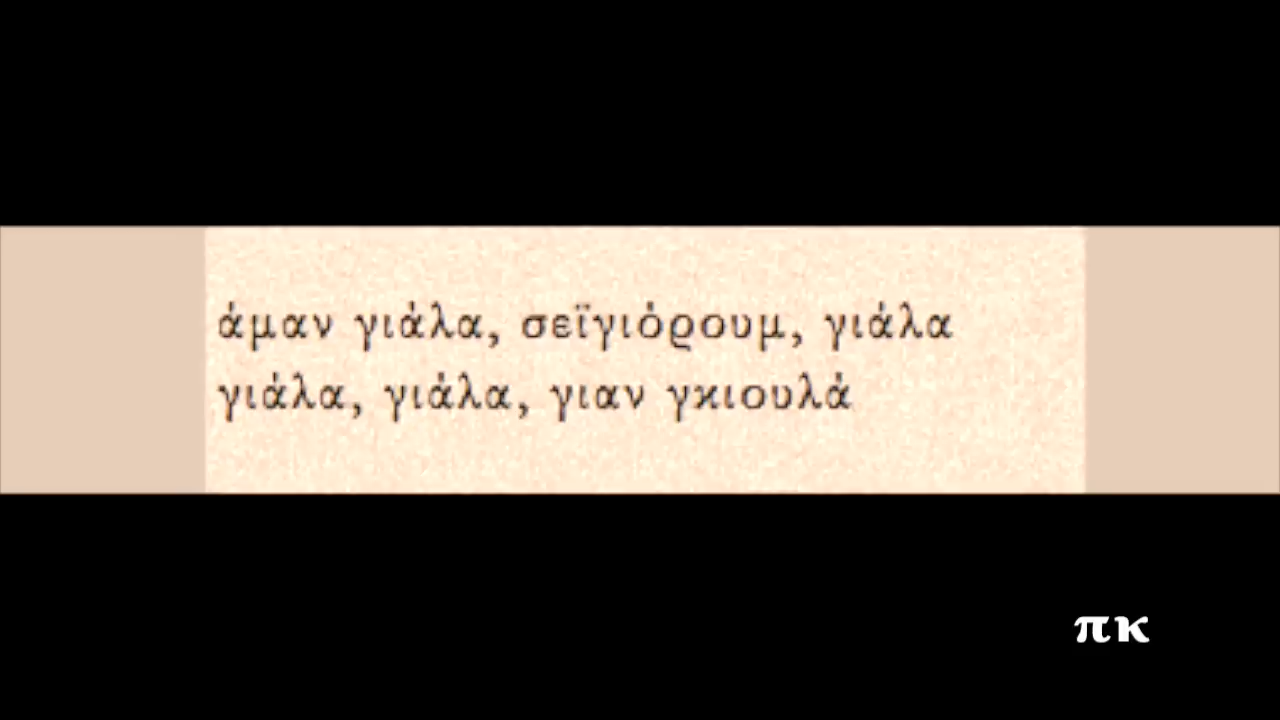 άμαν γιάλα, σεϊγιόρουμ, γιάλα
γιάλα, γιάλα, γιαν γκιουλά
πκ